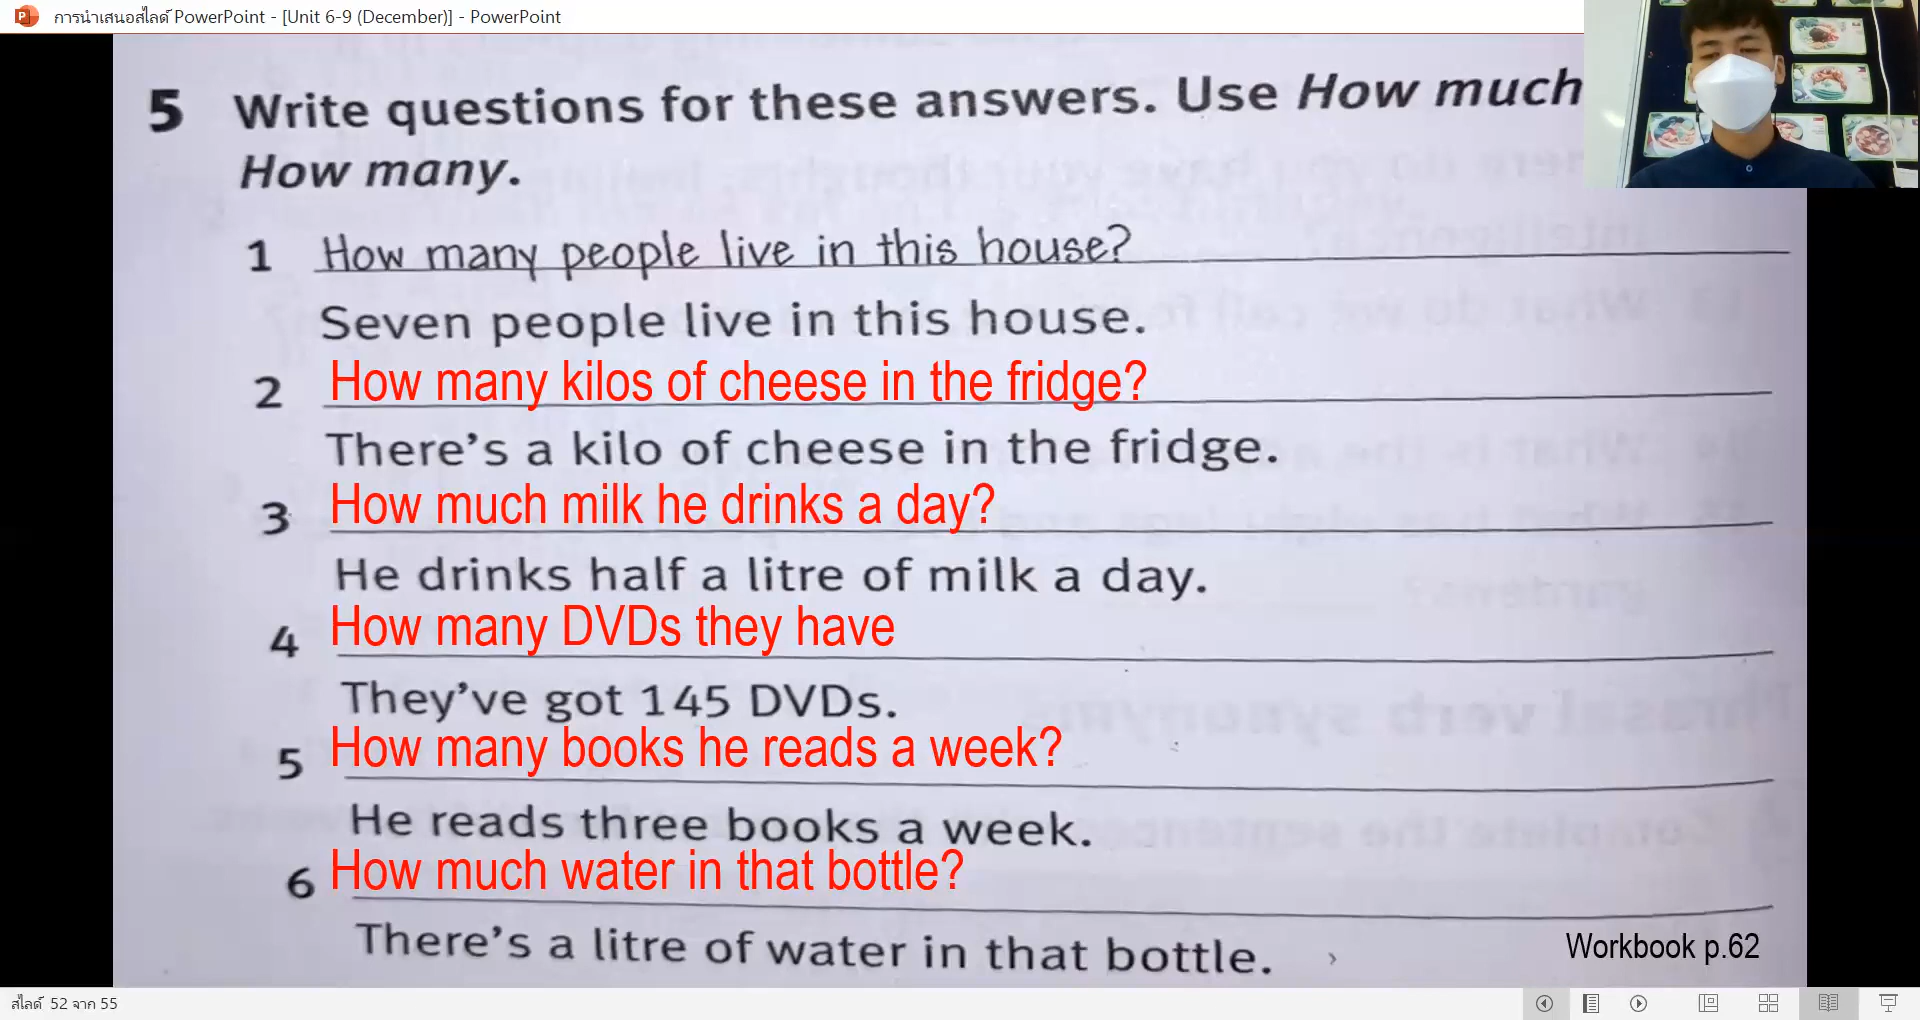 การนำเสนอสไลด์ PowerPoint - [Unit 6-9 (December)] - PowerPoint
5 Write questions for these answers. Use How much
How many.
1 How many people live in this house?
Seven people live in this house.
2 How many kilos of cheese in the fridge?
There's a kilo of cheese in the fridge.
3 How much milk he drinks a day?
He drinks half a litre of milk a day.
4 How many DVDs they have
They've got 145 DVDs.
5 How many books he reads a week?
He reads three books a week.
6 How much water in that bottle?
There's a litre of water in that bottle.
Workbook p.62
สไลด์ 52 จาก 55